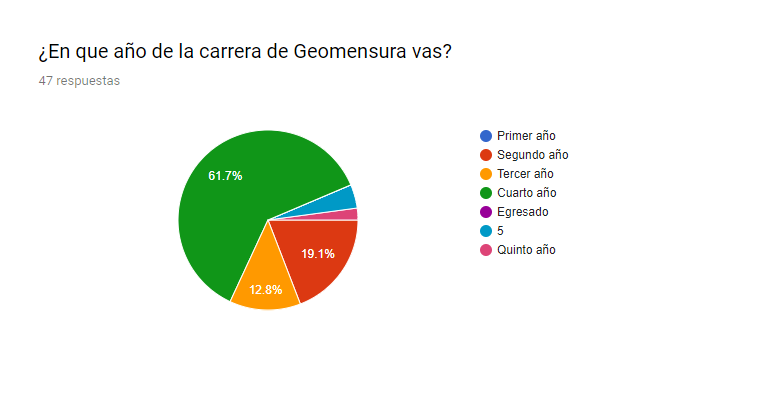 ¿En que año de la carrera de Geomensura vas?
47 respuestas
61.7%
19.1%
12.8%
Primer año
Segundo año
Tercer año
Cuarto año
Egresado
5
Quinto año